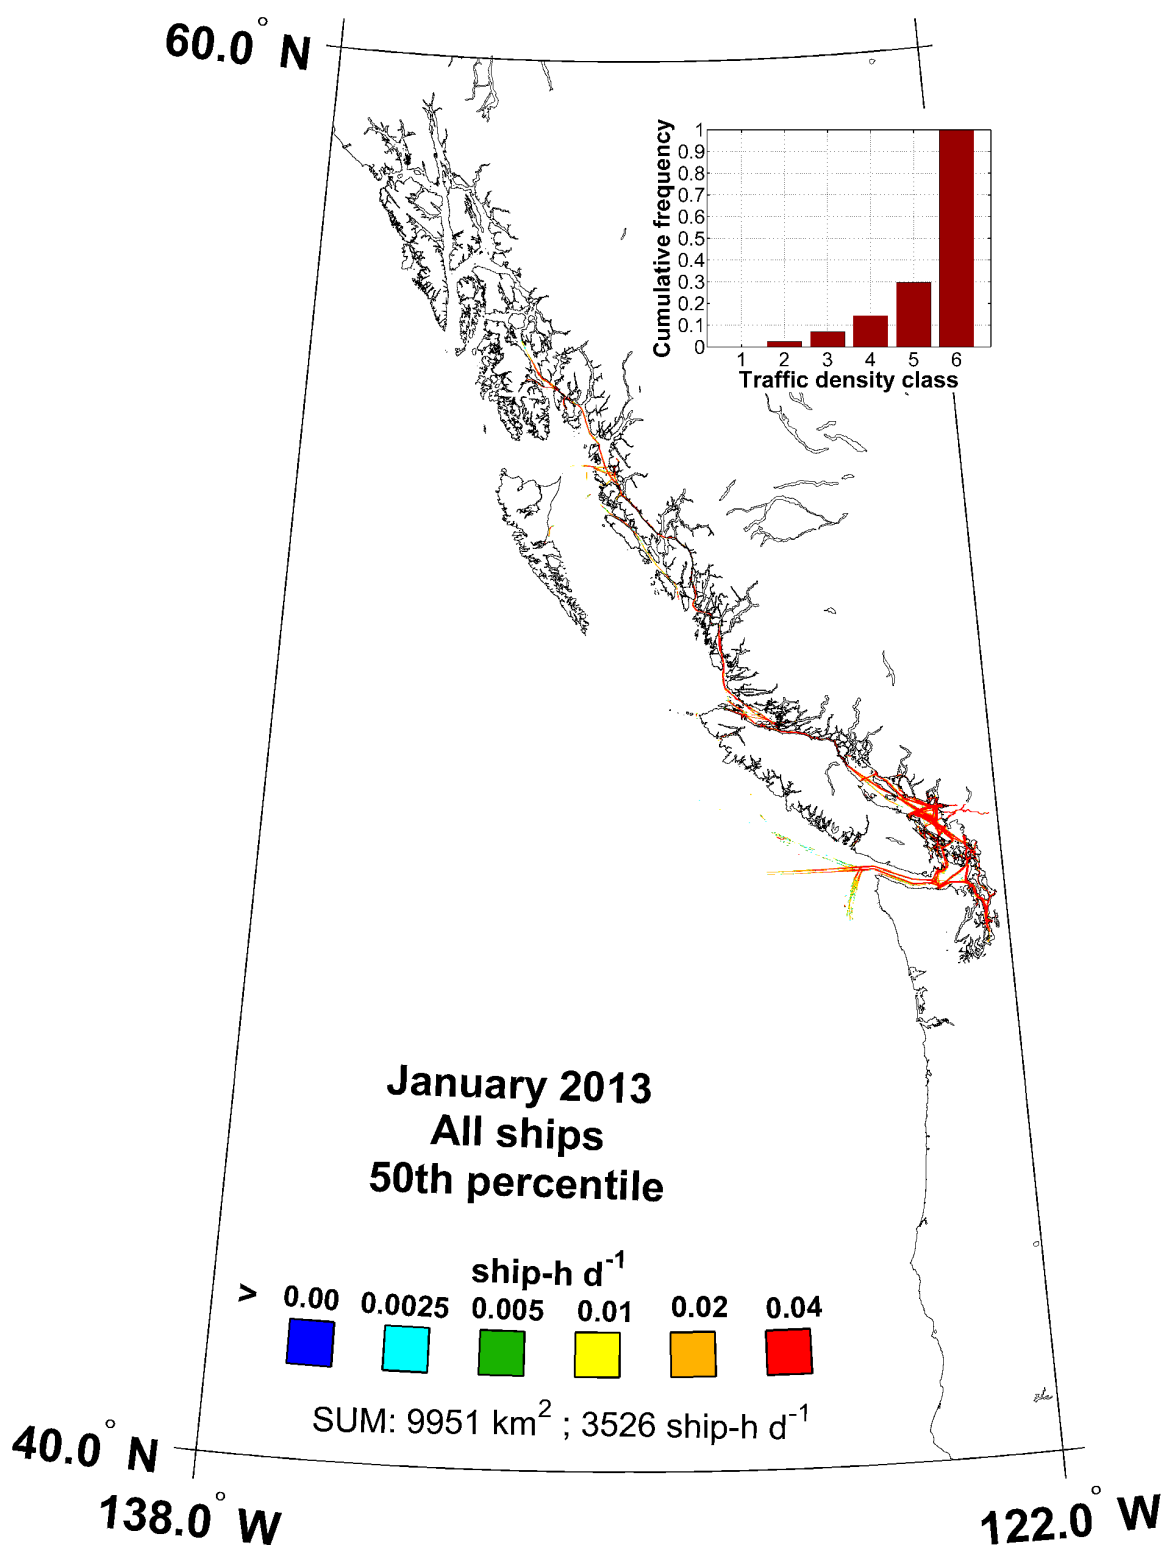 60.0° N
Cumulative frequency
1
0.9
0.8
0.7
0.6
0.5
0.4
0.3
0.2
0.1
0
1 2 3 4 5 6
Traffic density class
January 2013
All ships
50th percentile
ship-h d⁻¹
> 0.00 0.0025 0.005 0.01 0.02 0.04
SUM: 9951 km² ; 3526 ship-h d⁻¹
40.0° N
138.0° W
122.0° W